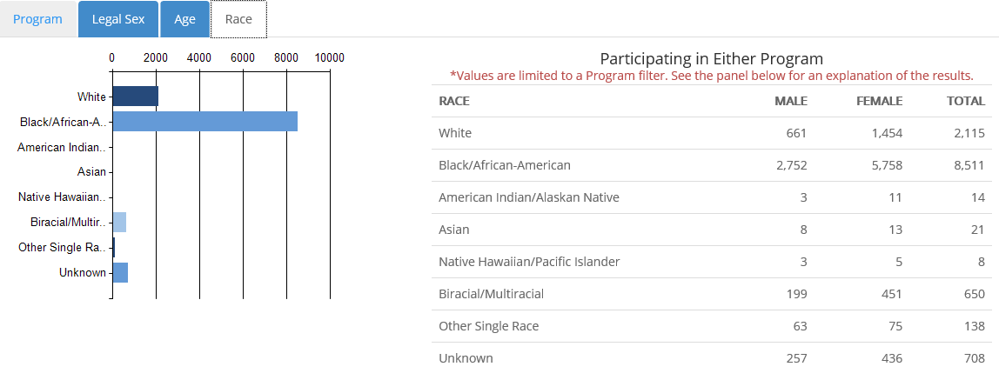 Program Legal Sex Age Race
0 2000 4000 6000 8000 10000
White
Black/African-A..
American Indian..
Asian
Native Hawaiian..
Biracial/Multir..
Other Single Ra..
Unknown
Participating in Either Program
*Values are limited to a Program filter. See the panel below for an explanation of the results.
RACE MALE FEMALE TOTAL
White 661 1,454 2,115
Black/African-American 2,752 5,758 8,511
American Indian/Alaskan Native 3 11 14
Asian 8 13 21
Native Hawaiian/Pacific Islander 3 5 8
Biracial/Multiracial 199 451 650
Other Single Race 63 75 138
Unknown 257 436 708